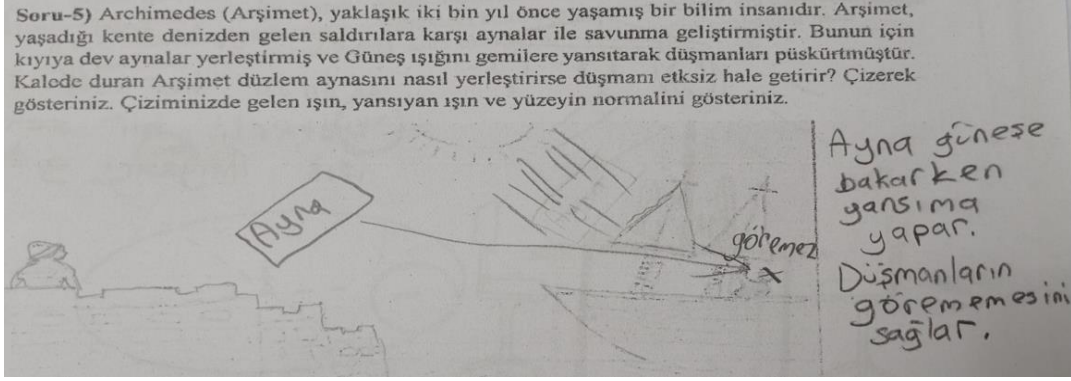 Soru-5) Archimedes (Arşimet), yaklaşık iki bin yıl önce yaşamış bir bilim insanıdır. Arşimet,
yaşadığı kente denizden gelen saldırılara karşı aynalar ile savunma geliştirmiştir. Bunun için
kıyıya dev aynalar yerleştirmiş ve Güneş ışığını gemilere yansıtarak düşmanları püskürtmüştür.
Kalede duran Arşimet düzlem aynasını nasıl yerleştirirse düşmanı etksiz hale getirir? Çizerek
gösteriniz. Çiziminizde gelen ışın, yansıyan ışın ve yüzeyin normalini gösteriniz.
Ayna
göremez
Ayna güneşe
bakarken
yansıma
yapar.
Düşmanların
görememesini
sağlar.